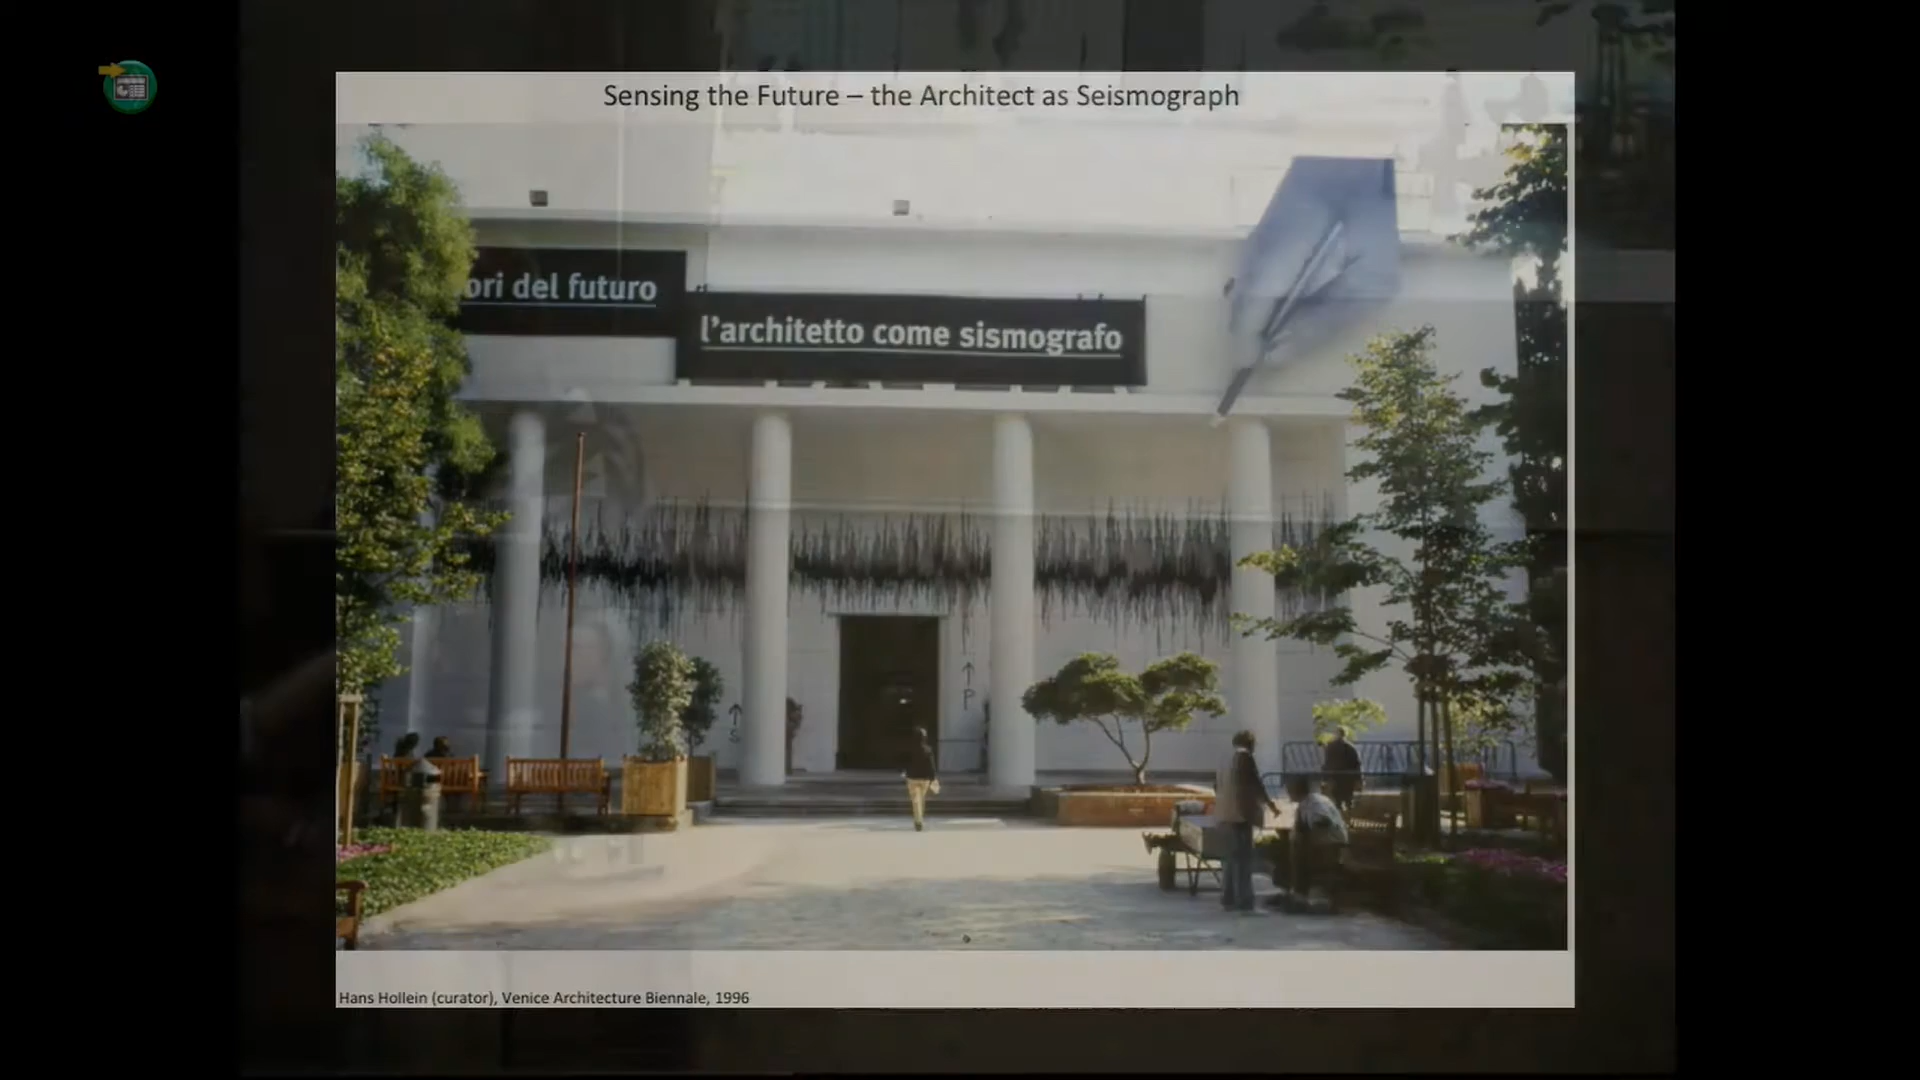 Sensing the Future – the Architect as Seismograph
ori del futuro
l'architetto come sismografo
P
S
Hans Hollein (curator), Venice Architecture Biennale, 1996